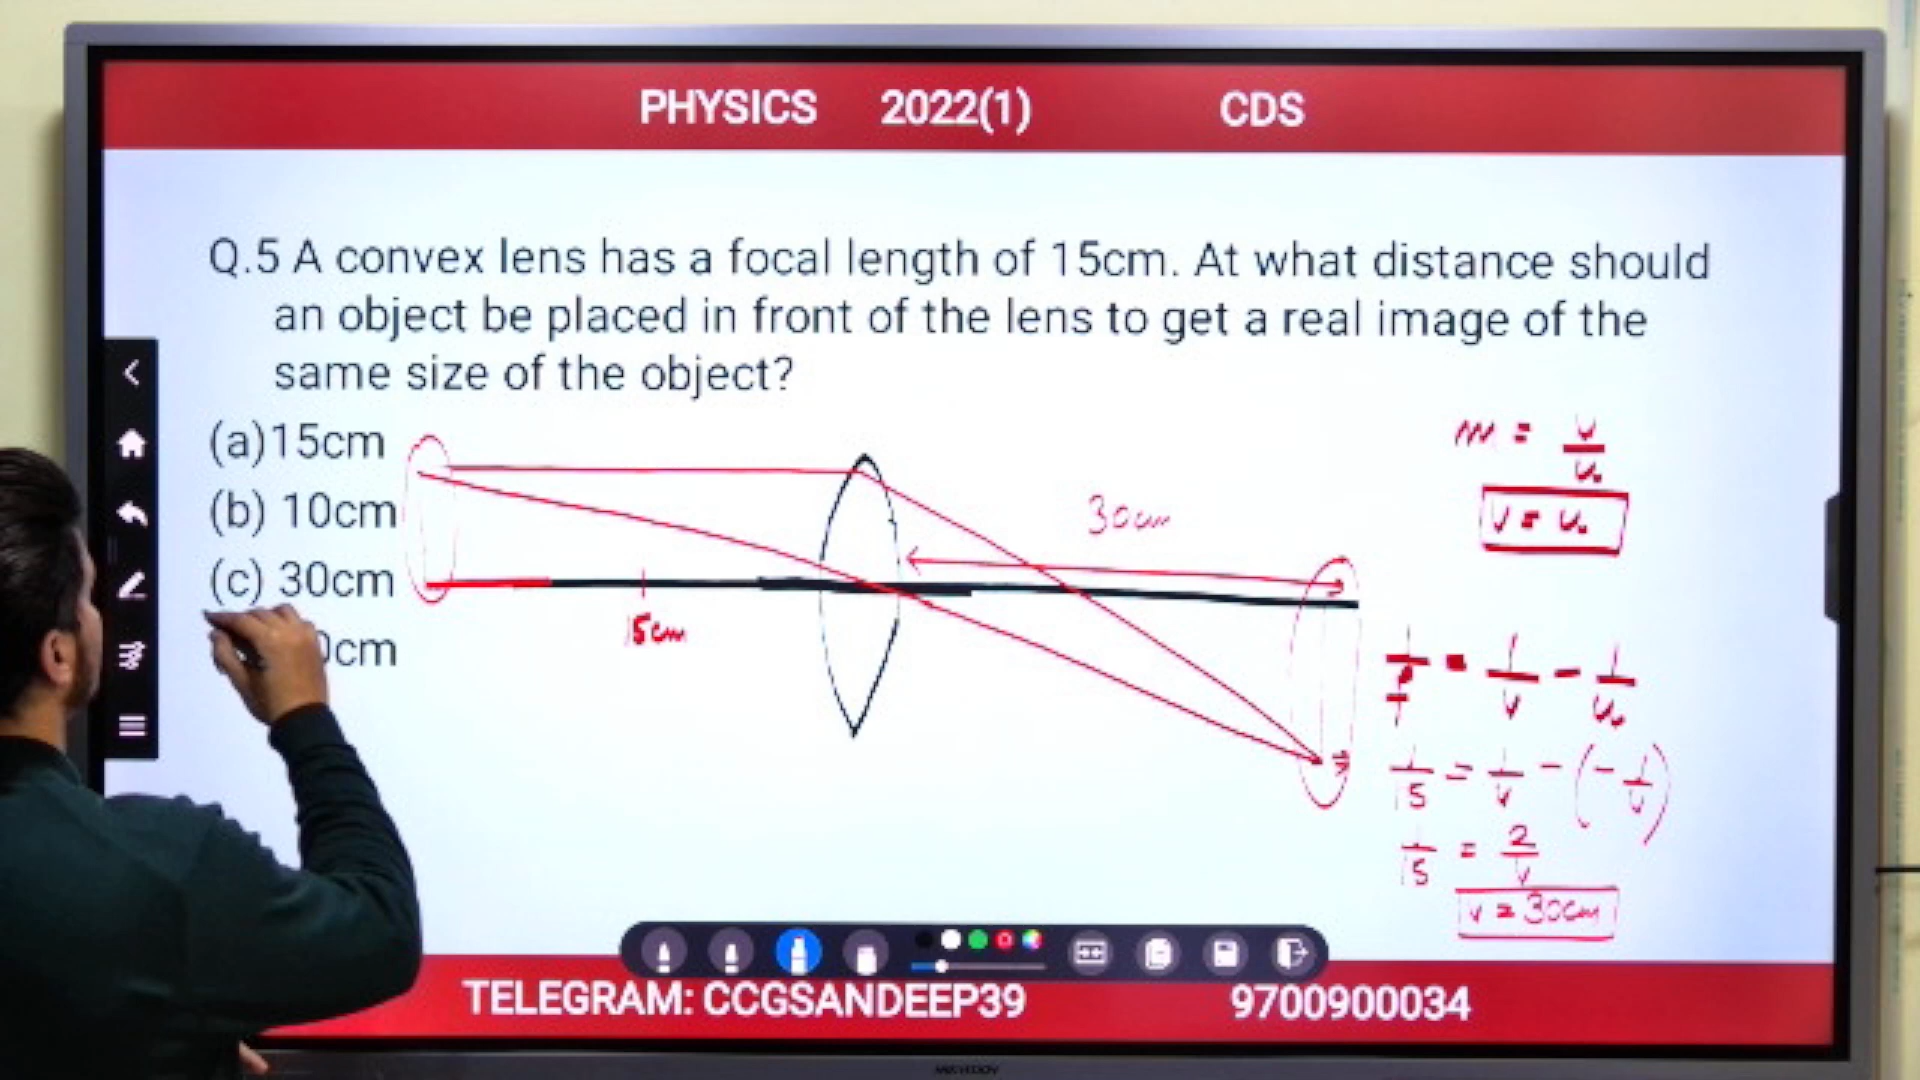 PHYSICS 2022(1) CDS
Q.5 A convex lens has a focal length of 15cm. At what distance should
an object be placed in front of the lens to get a real image of the
same size of the object?
(a)15cm
(b) 10cm
(c) 30cm
0cm
15cm
30cm
m = v/u
v = u
1/f = 1/v - 1/u
1/15 = 1/v - (- 1/v)
1/15 = 2/v
v = 30cm
TELEGRAM: CCGSANDEEP39 9700900034